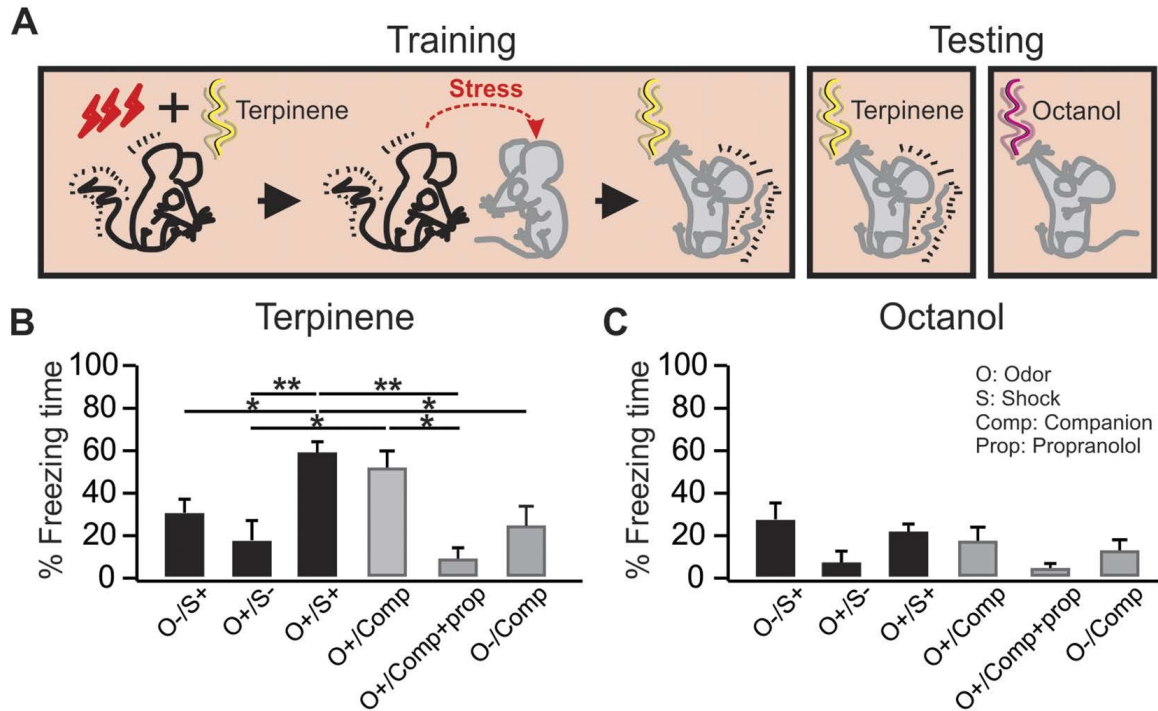 A
Training
Testing
Stress
+
Terpinene
Terpinene
Octanol
B
Terpinene
% Freezing time
100
80
60
40
20
0
**
**
*
*
*
*
O-/S+
O+/S-
O+/S+
O+/Comp
O+/Comp+prop
O-/Comp
C
Octanol
% Freezing time
100
80
60
40
20
0
O: Odor
S: Shock
Comp: Companion
Prop: Propranolol
O-/S+
O+/S-
O+/S+
O+/Comp
O+/Comp+prop
O-/Comp